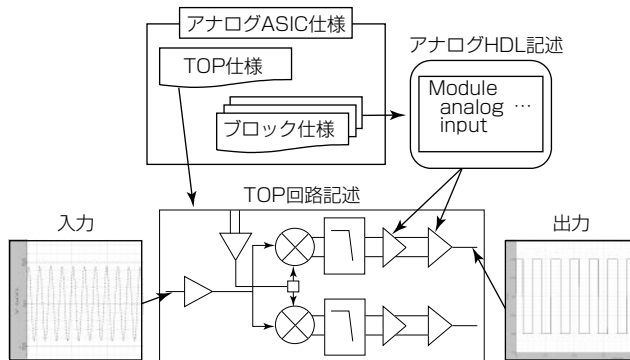 アナログASIC仕様
TOP仕様
ブロック仕様
アナログHDL記述
Module
analog …
input
TOP回路記述
入力
出力